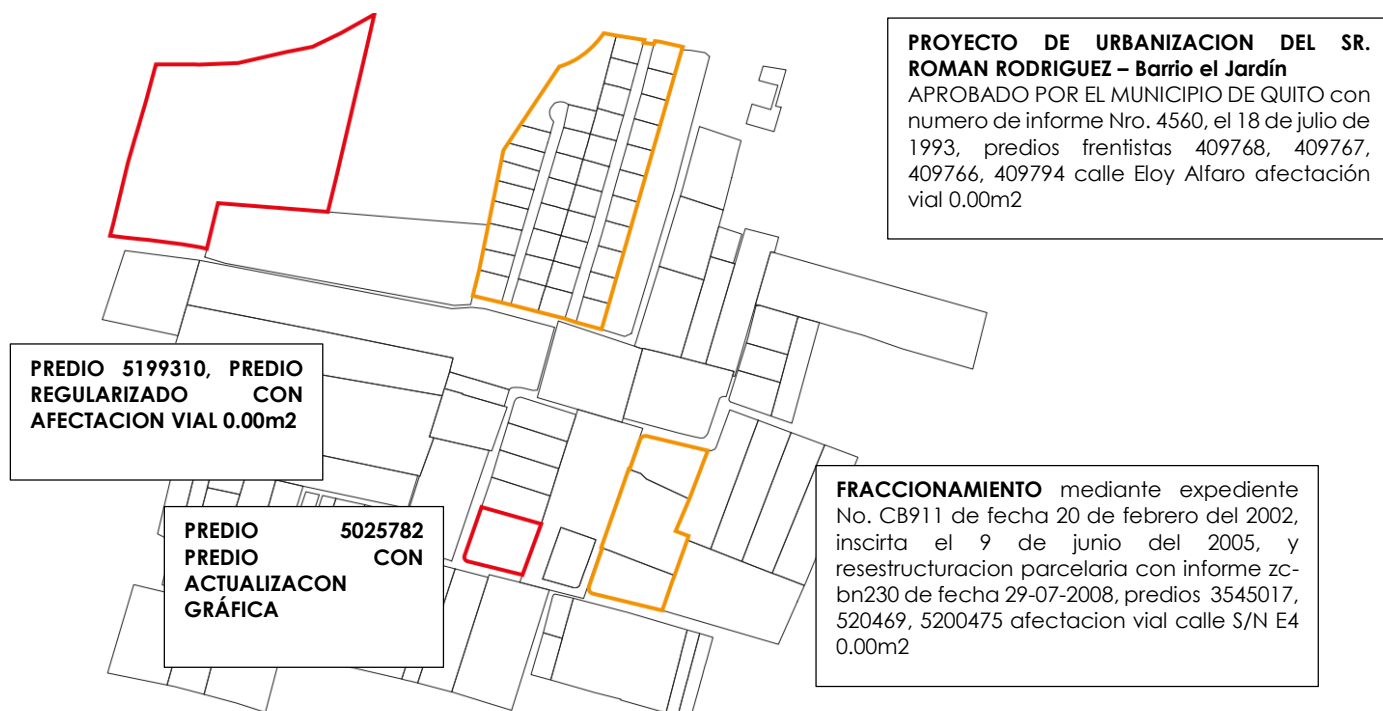 PROYECTO DE URBANIZACION DEL SR.
ROMAN RODRIGUEZ – Barrio el Jardín
APROBADO POR EL MUNICIPIO DE QUITO con
numero de informe Nro. 4560, el 18 de julio de
1993, predios frentistas 409768, 409767,
409766, 409794 calle Eloy Alfaro afectación
vial 0.00m2
PREDIO 5199310, PREDIO
REGULARIZADO CON
AFECTACION VIAL 0.00m2
PREDIO 5025782
PREDIO CON
ACTUALIZACON
GRÁFICA
FRACCIONAMIENTO mediante expediente
No. CB911 de fecha 20 de febrero del 2002,
inscirta el 9 de junio del 2005, y
resestructuracion parcelaria con informe zc-
bn230 de fecha 29-07-2008, predios 3545017,
520469, 5200475 afectacion vial calle S/N E4
0.00m2